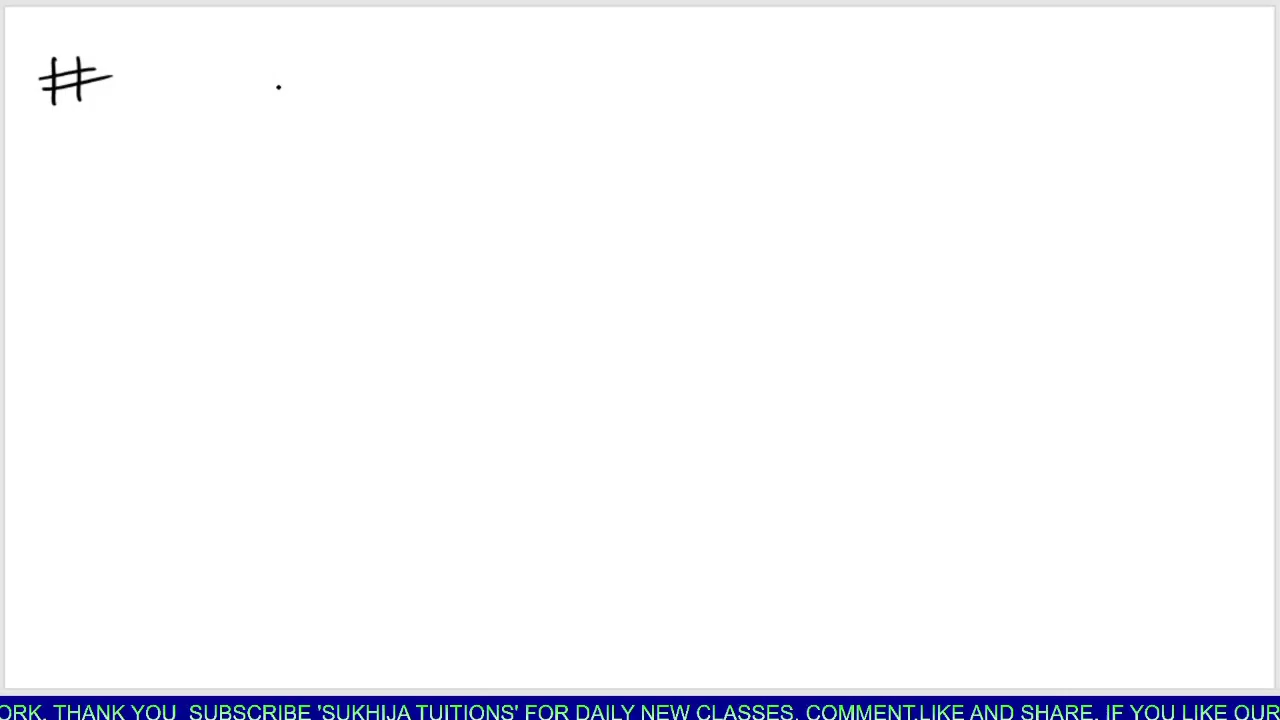 #
ORK. THANK YOU SUBSCRIBE 'SUKHIJA TUITIONS' FOR DAILY NEW CLASSES. COMMENT,LIKE AND SHARE. IF YOU LIKE OUR